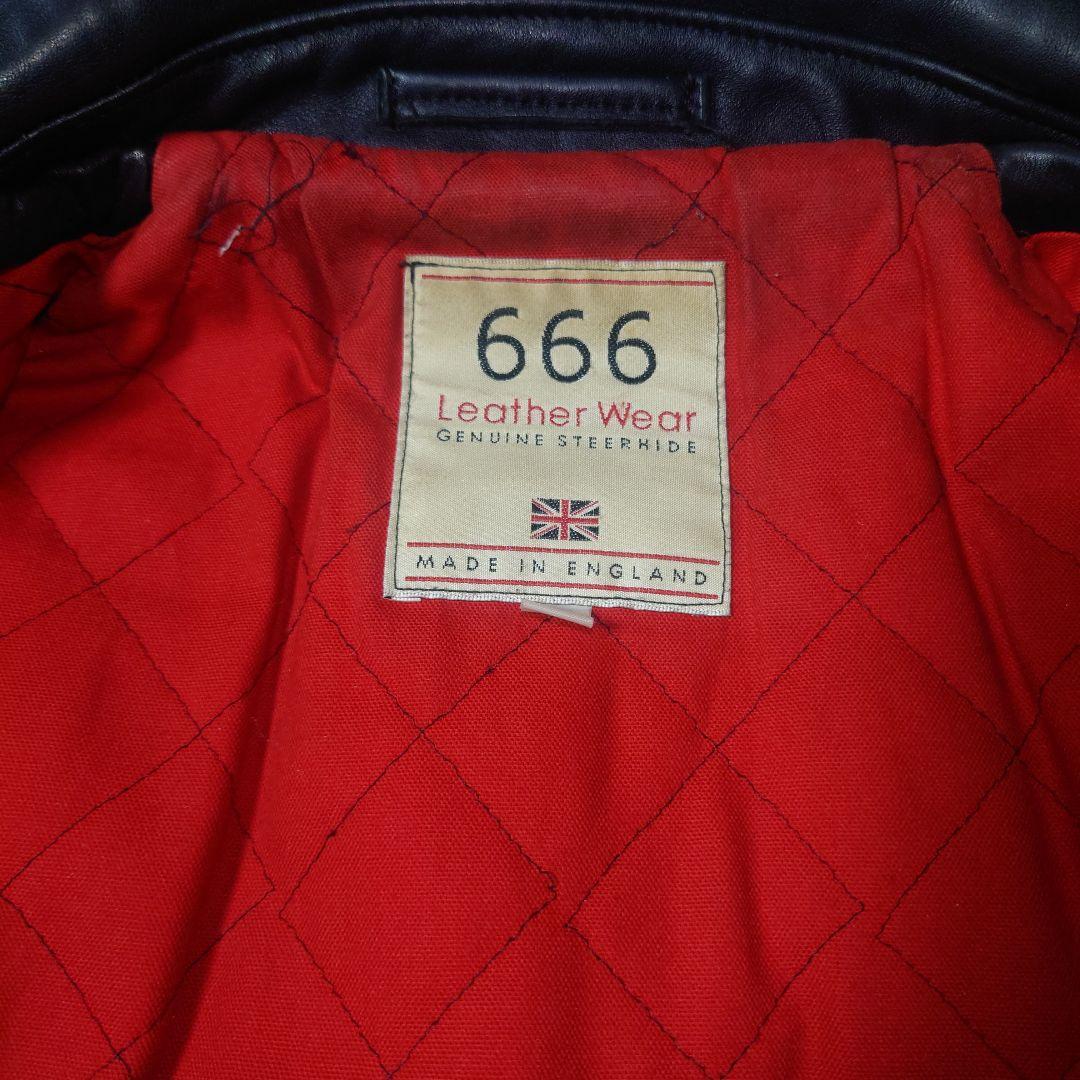 666
Leather Wear
GENUINE STEERHIDE
MADE IN ENGLAND